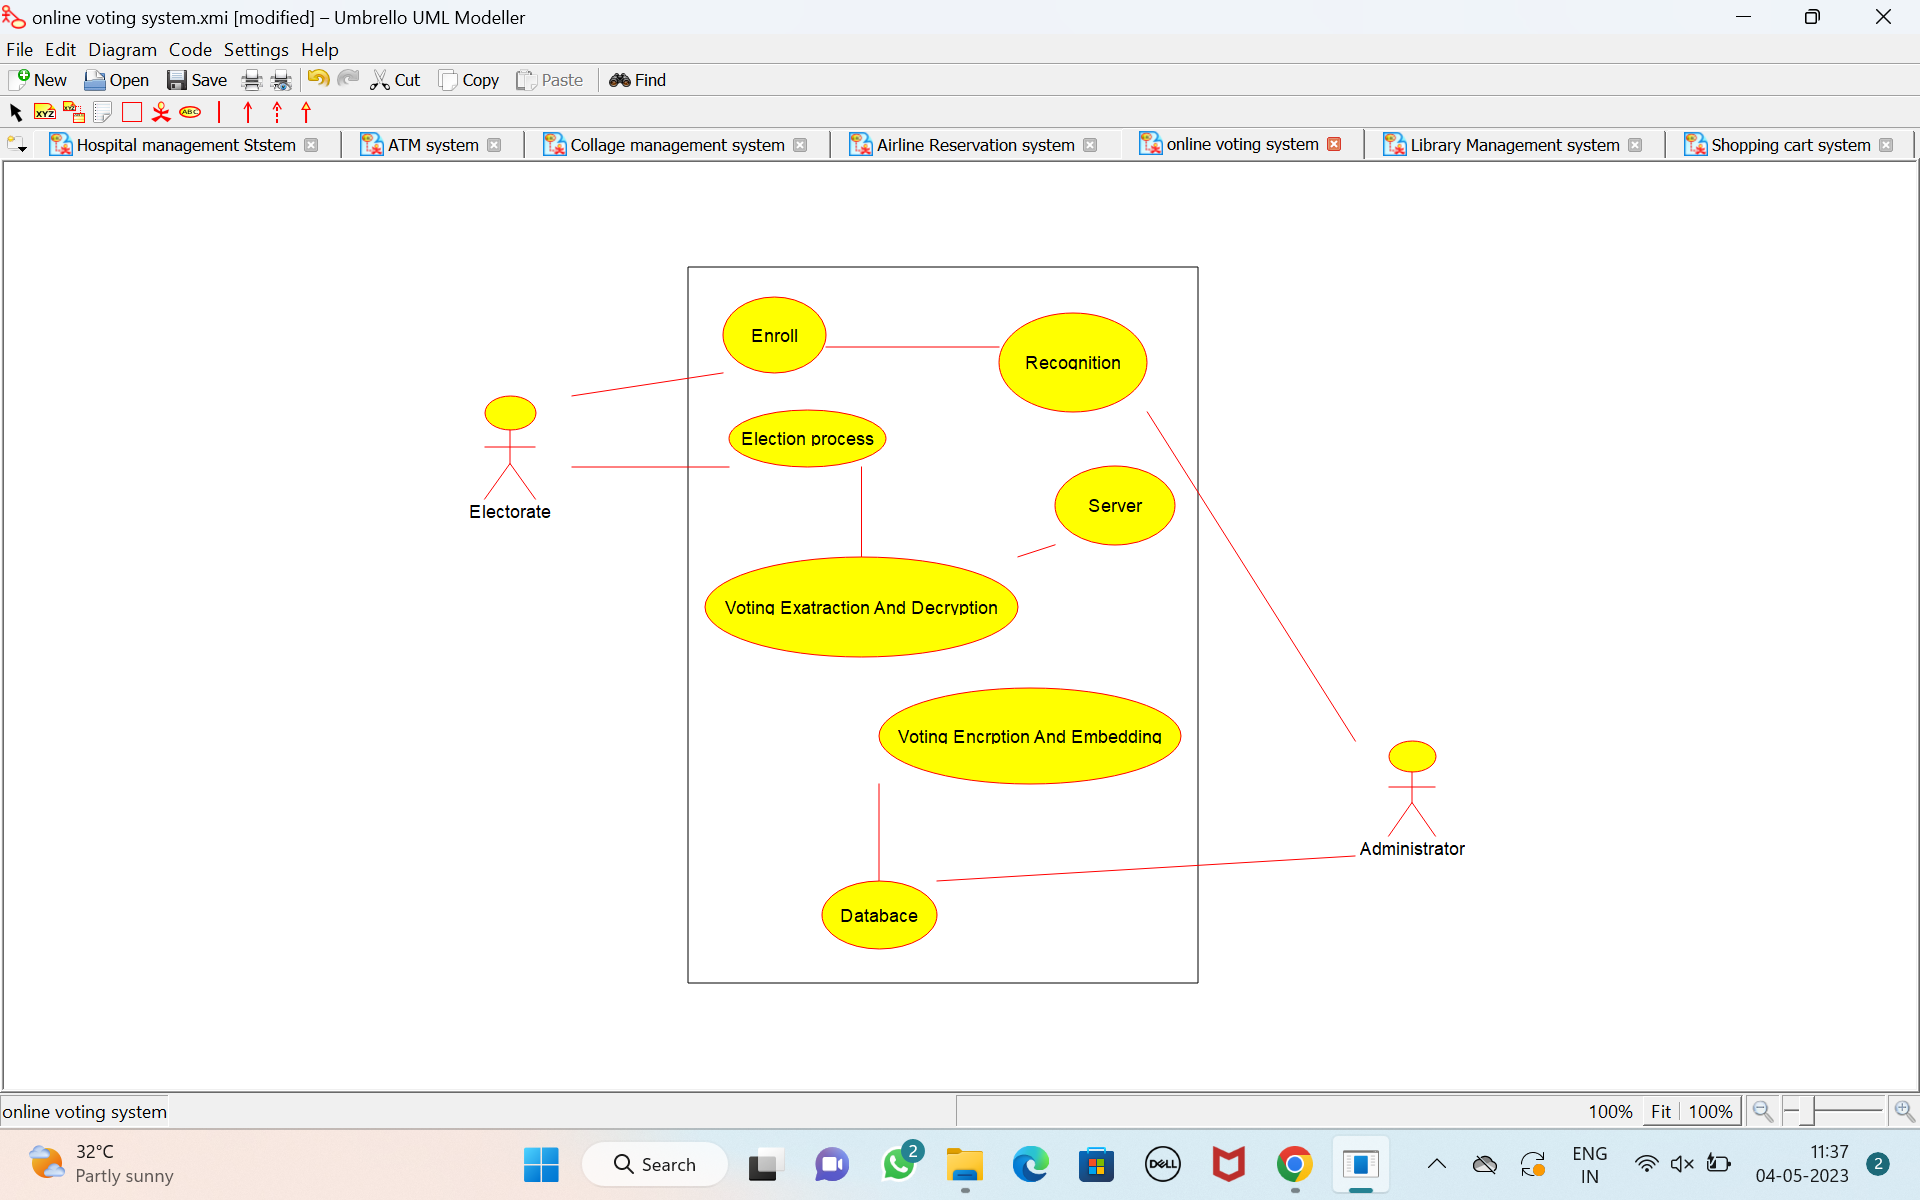 online voting system.xmi [modified] – Umbrello UML Modeller
File Edit Diagram Code Settings Help
New Open Save Cut Copy Paste Find
XYZ XYZ ABC
Hospital management Ststem ATM system Collage management system Airline Reservation system online voting system Library Management system Shopping cart system
Enroll
Recognition
Election process
Server
Electorate
Voting Exatraction And Decryption
Voting Encrption And Embedding
Administrator
Databace
online voting system 100% Fit 100%
32°C
Partly sunny
Search
2
DELL
ENG
IN
11:37
04-05-2023
2